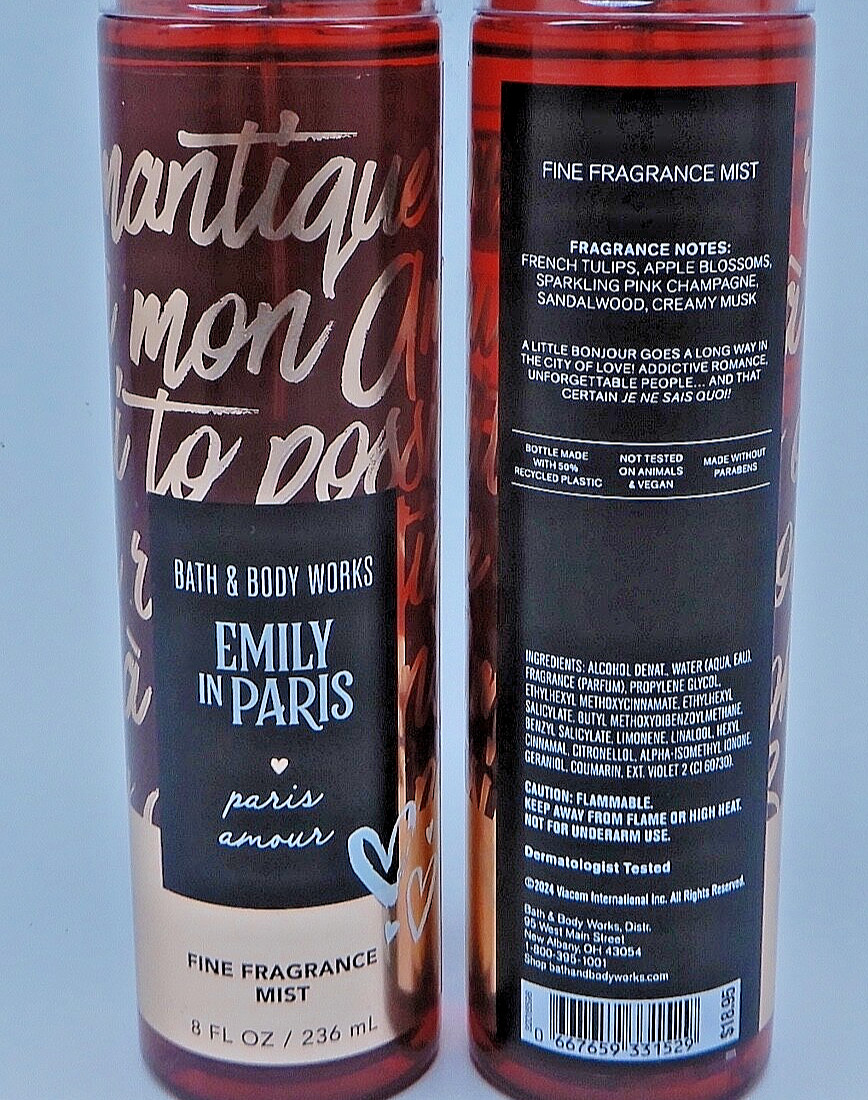 mantique
mon
to poss
BATH & BODY WORKS
EMILY
IN PARIS
paris
amour
FINE FRAGRANCE
MIST
8 FL OZ / 236 mL
FINE FRAGRANCE MIST
FRAGRANCE NOTES:
FRENCH TULIPS, APPLE BLOSSOMS,
SPARKLING PINK CHAMPAGNE,
SANDALWOOD, CREAMY MUSK
A LITTLE BONJOUR GOES A LONG WAY IN
THE CITY OF LOVE! ADDICTIVE ROMANCE,
UNFORGETTABLE PEOPLE... AND THAT
CERTAIN JE NE SAIS QUOI!
BOTTLE MADE
WITH 50%
RECYCLED PLASTIC
NOT TESTED
ON ANIMALS
& VEGAN
MADE WITHOUT
PARABENS
INGREDIENTS: ALCOHOL DENAT., WATER (AQUA, EAU),
FRAGRANCE (PARFUM), PROPYLENE GLYCOL,
ETHYLHEXYL METHOXYCINNAMATE, ETHYLHEXYL
SALICYLATE, BUTYL METHOXYDIBENZOYLMETHANE,
BENZYL SALICYLATE, LIMONENE, LINALOOL, HEXYL
CINNAMAL, CITRONELLOL, ALPHA-ISOMETHYL IONONE,
GERANIOL, COUMARIN, EXT. VIOLET 2 (CI 60730).
CAUTION: FLAMMABLE.
KEEP AWAY FROM FLAME OR HIGH HEAT.
NOT FOR UNDERARM USE.
Dermatologist Tested
©2024 Viacom International Inc. All Rights Reserved.
Bath & Body Works, Distr.
95 West Main Street
New Albany, OH 43054
1-800-395-1001
Shop bathandbodyworks.com
0 667659 331529
$18.95